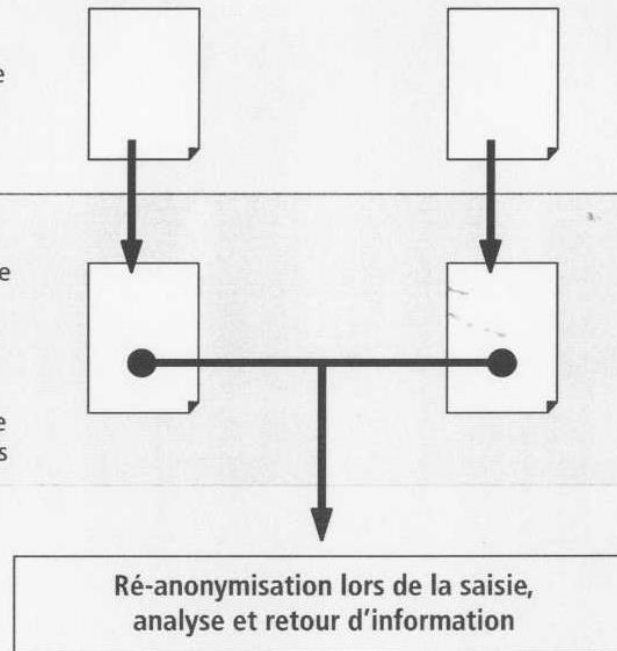 e
e
e
s
Ré-anonymisation lors de la saisie,
analyse et retour d'information